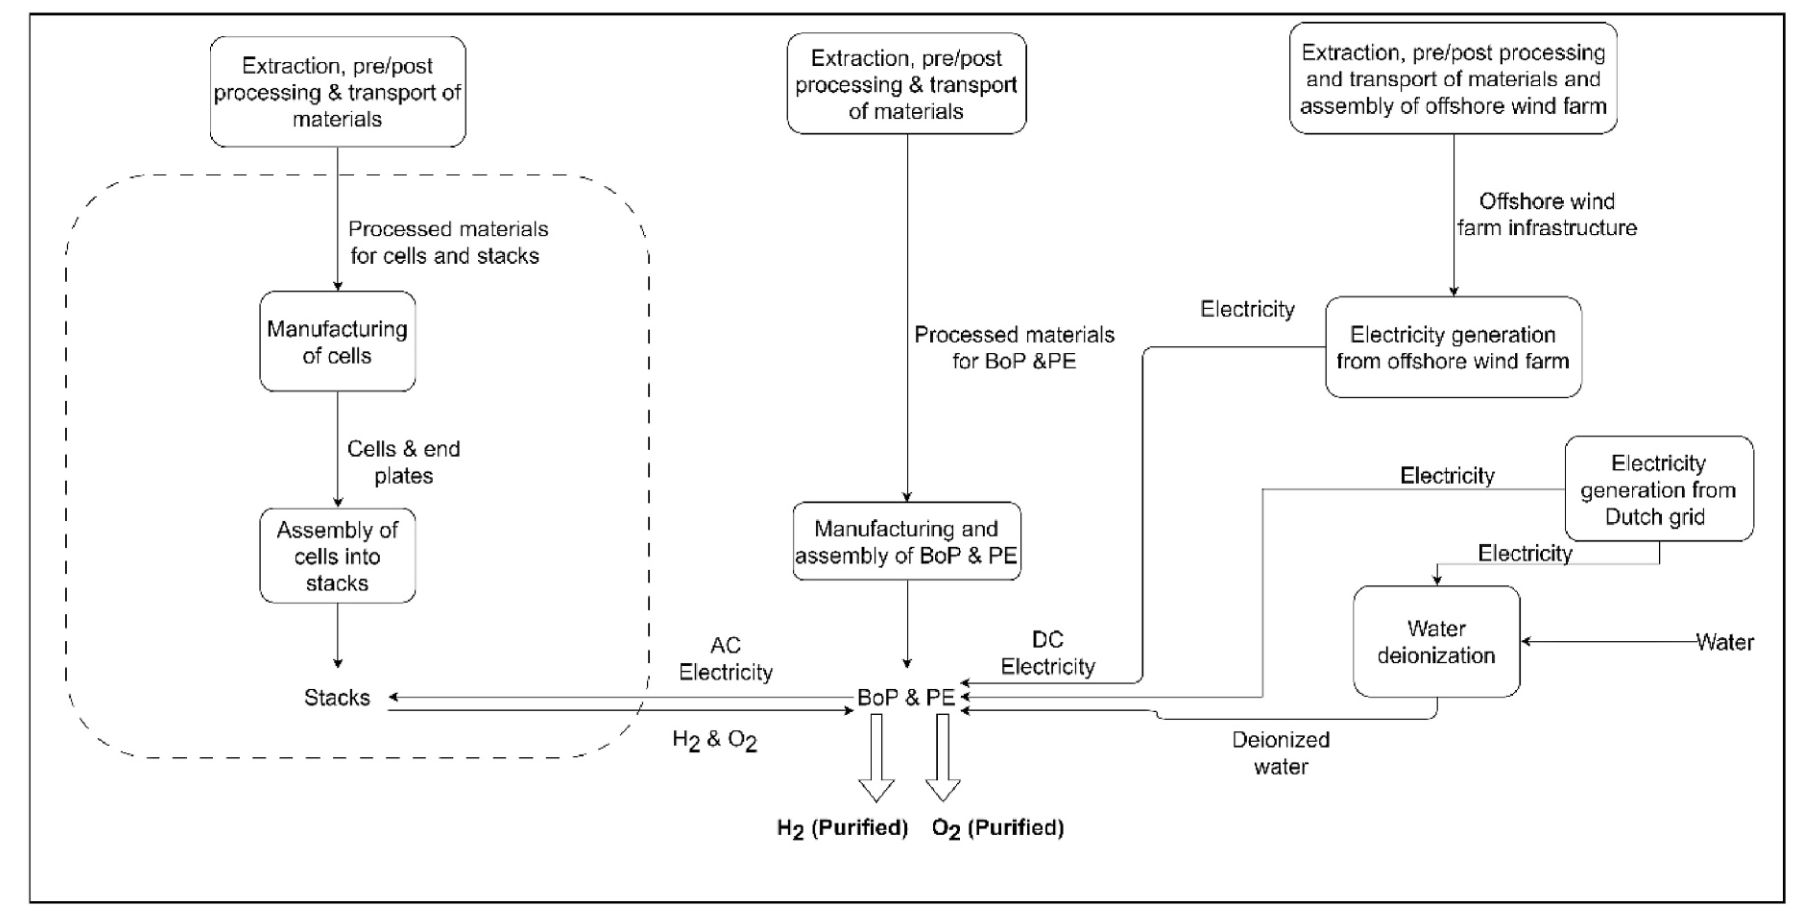 Extraction, pre/post
processing & transport of
materials
Extraction, pre/post
processing & transport
of materials
Extraction, pre/post processing
and transport of materials and
assembly of offshore wind farm
Processed materials
for cells and stacks
Offshore wind
farm infrastructure
Manufacturing
of cells
Processed materials
for BoP &PE
Electricity
Electricity generation
from offshore wind farm
Cells & end
plates
Electricity
Electricity
generation from
Dutch grid
Assembly of
cells into
stacks
Manufacturing and
assembly of BoP & PE
Electricity
Water
deionization
Water
AC
Electricity
DC
Electricity
Stacks
BoP & PE
H2 & O2
Deionized
water
H2 (Purified)
O2 (Purified)